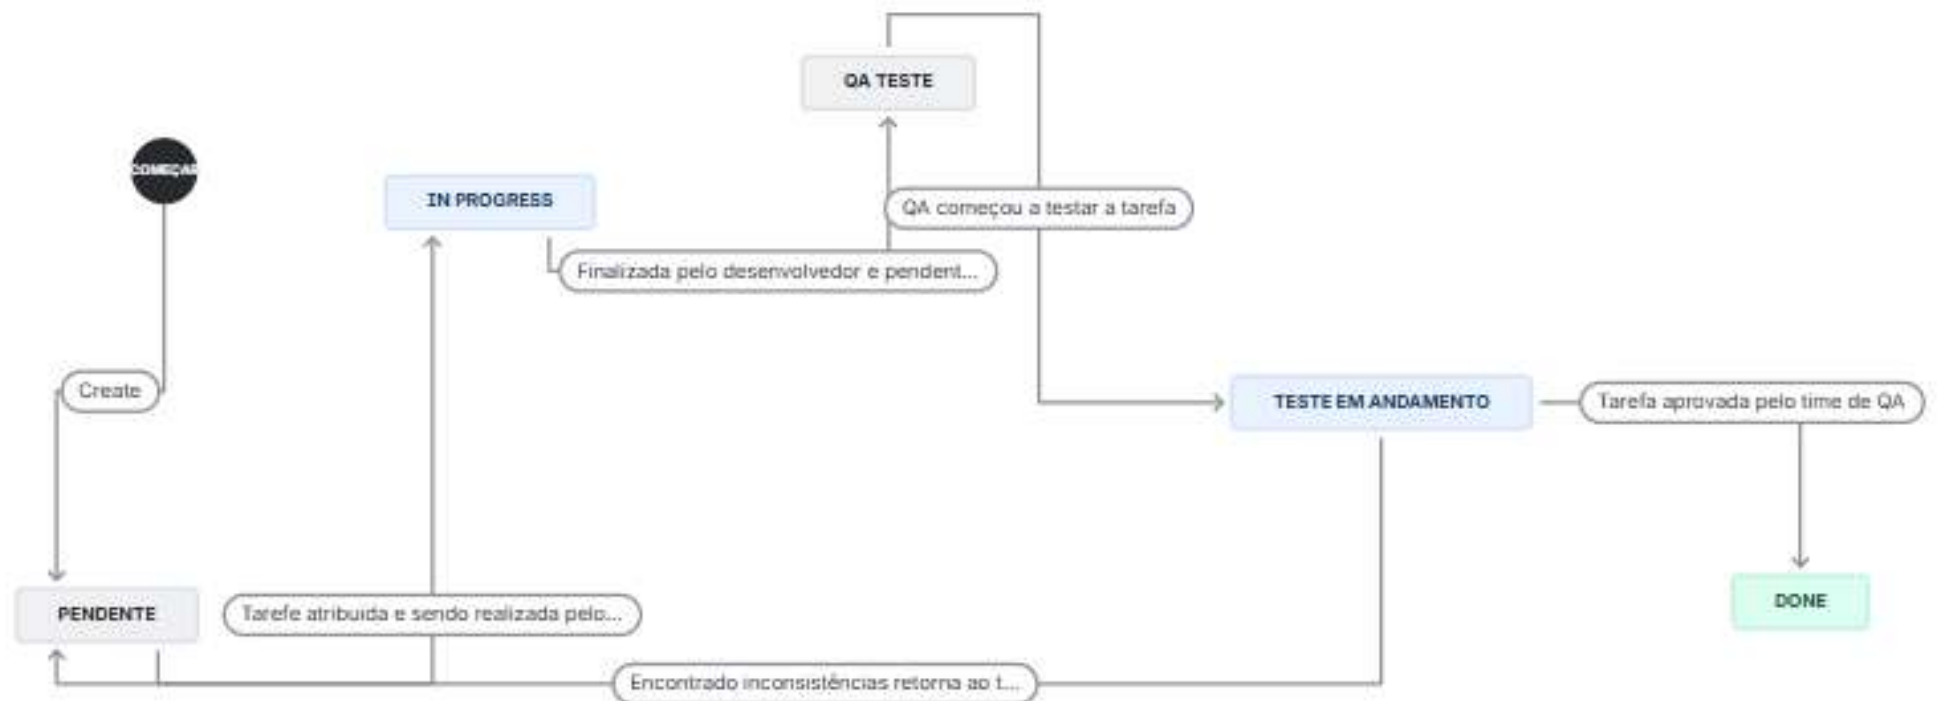 QA TESTE
COMEÇAR
IN PROGRESS
QA começou a testar a tarefa
Finalizada pelo desenvolvedor e pendent...
Create
TESTE EM ANDAMENTO
Tarefa aprovada pelo time de QA
PENDENTE
Tarefe atribuida e sendo realizada pelo...
DONE
Encontrado inconsistências retorna ao t...